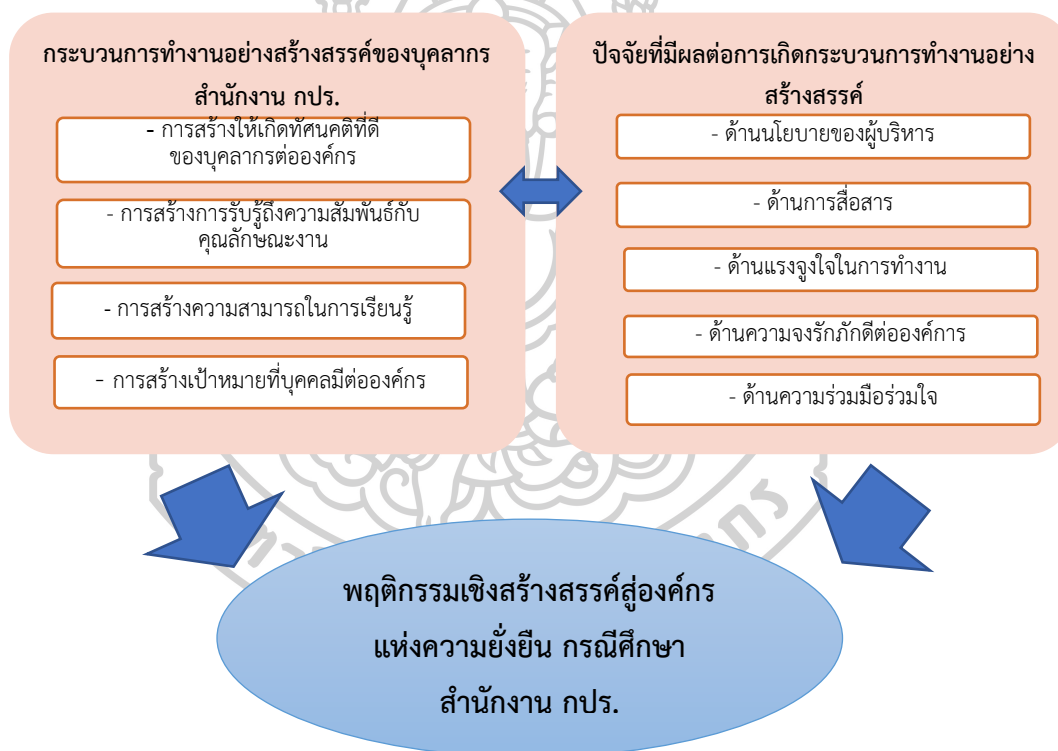 กระบวนการทำงานอย่างสร้างสรรค์ของบุคลากร
สำนักงาน กปร.
- การสร้างให้เกิดทัศนคติที่ดี
ของบุคลากรต่อองค์กร
- การสร้างการรับรู้ถึงความสัมพันธ์กับ
คุณลักษณะงาน
- การสร้างความสามารถในการเรียนรู้
- การสร้างเป้าหมายที่บุคคลมีต่อองค์กร
ปัจจัยที่มีผลต่อการเกิดกระบวนการทำงานอย่าง
สร้างสรรค์
- ด้านนโยบายของผู้บริหาร
- ด้านการสื่อสาร
- ด้านแรงจูงใจในการทำงาน
- ด้านความจงรักภักดีต่อองค์การ
- ด้านความร่วมมือร่วมใจ
พฤติกรรมเชิงสร้างสรรค์สู่องค์กร
แห่งความยั่งยืน กรณีศึกษา
สำนักงาน กปร.